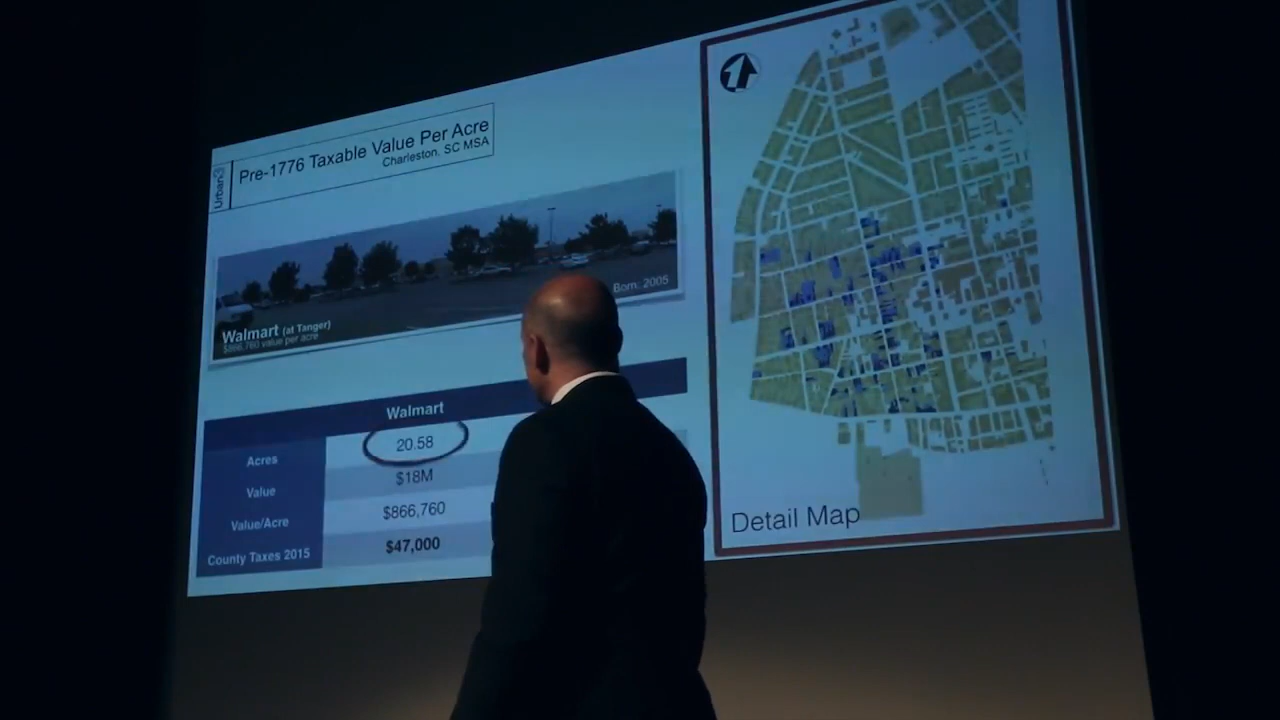 Urban3
Pre-1776 Taxable Value Per Acre
Charleston, SC MSA
Born: 2005
Walmart (at Tanger)
$866,760 value per acre
Walmart
Acres
20.58
Value
$18M
Value/Acre
$866,760
County Taxes 2015
$47,000
Detail Map